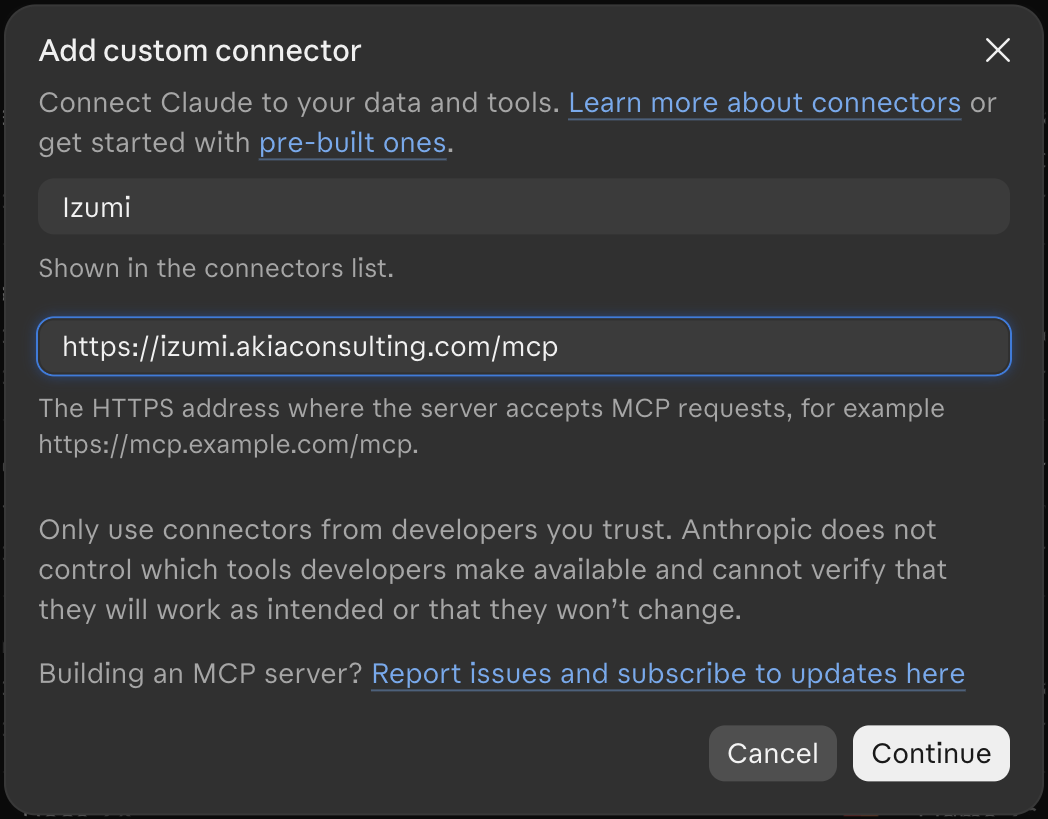 Add custom connector
Connect Claude to your data and tools. Learn more about connectors or
get started with pre-built ones.
Izumi
Shown in the connectors list.
https://izumi.akiaconsulting.com/mcp
The HTTPS address where the server accepts MCP requests, for example
https://mcp.example.com/mcp.
Only use connectors from developers you trust. Anthropic does not
control which tools developers make available and cannot verify that
they will work as intended or that they won’t change.
Building an MCP server? Report issues and subscribe to updates here
Cancel
Continue